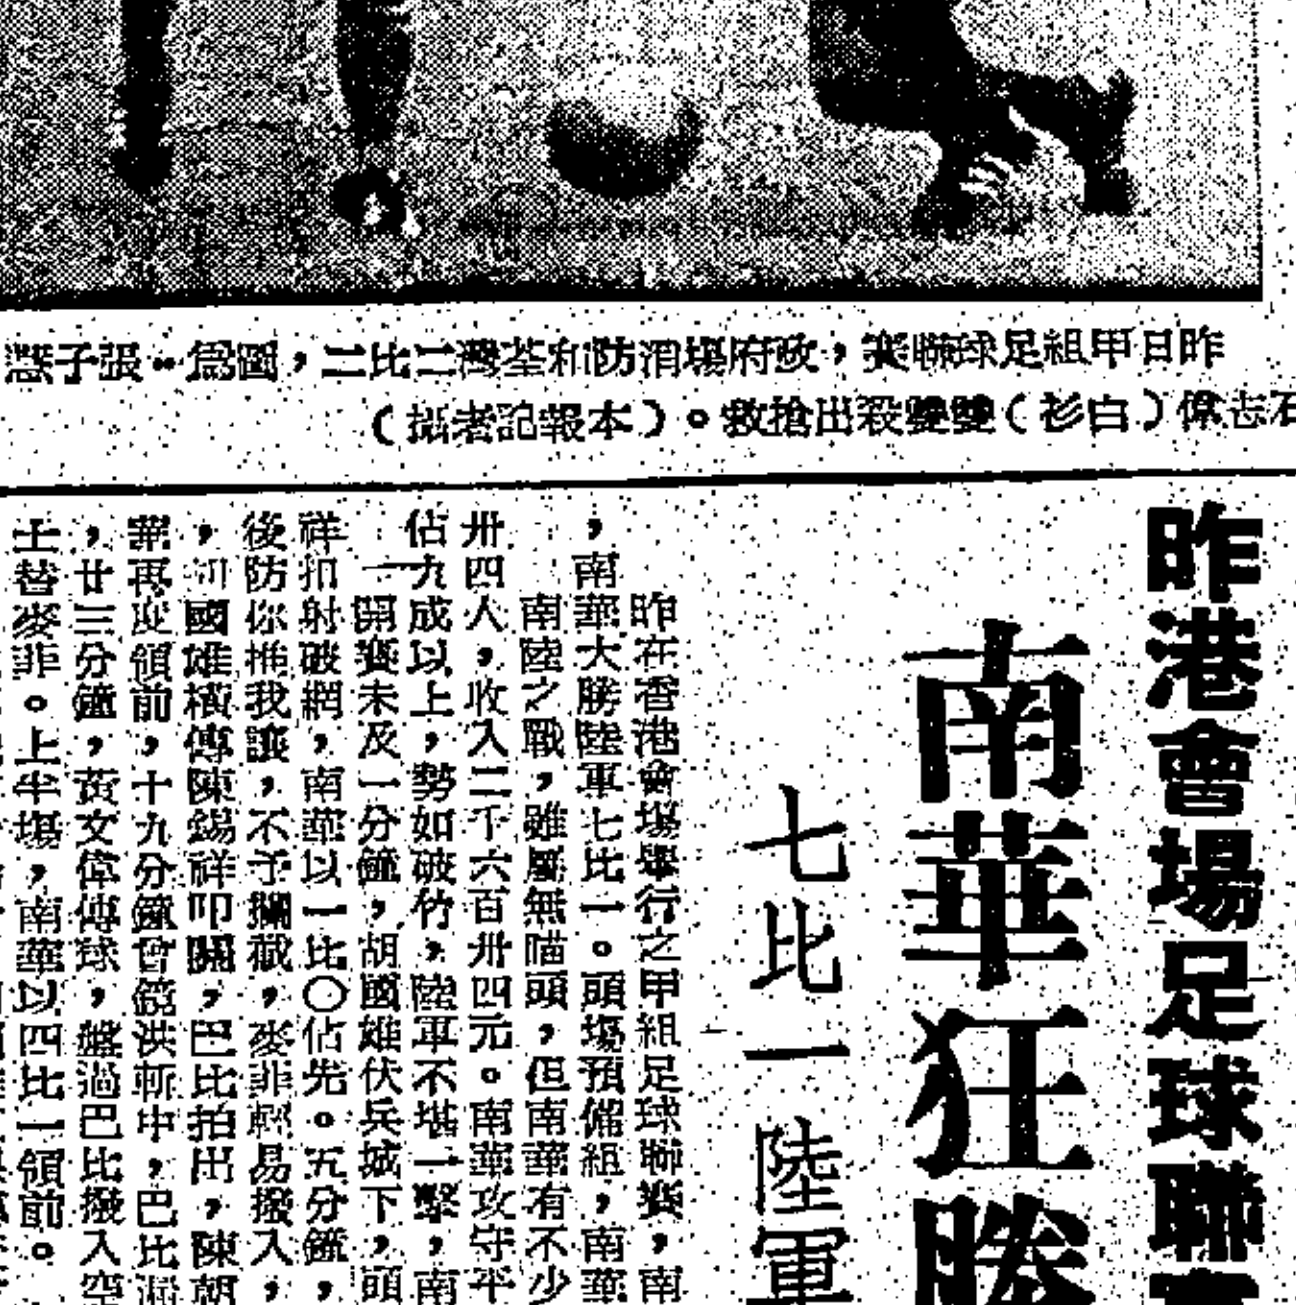 昨日甲組足球聯賽,政府場消防和荃灣二比二,圖爲..張子慧
石志偉(白衫)雙雙殺出搶救。(本報記者攝)
昨港會場足球聯
南華狂勝
七比一 陸軍
昨在香港會場舉行之甲組足球聯賽,南
南華大勝陸軍七比一。頭場預備組,南華
,
南陸之戰,雖屬無瞄頭,但南華有不少
卅四人,收入二千六百卅四元。南華攻守平
佔九成以上,勢如破竹,陸軍不堪一擊,南
一開賽未及一分鐘,胡國雄伏兵城下,頭
祥扣射破網,南華以一比〇佔先。五分鐘,
後防你推我讓,不予攔截,麥菲輕易撥入,
,胡國雄橫傳陳錫祥叩關,巴比拍出,陳朝
華再度領前,十九分鐘曾鏡洪斬中,巴比漏
,廿三分鐘,黃文偉傳球,盤過巴比撥入空
士替麥菲。上半場,南華以四比一領前。